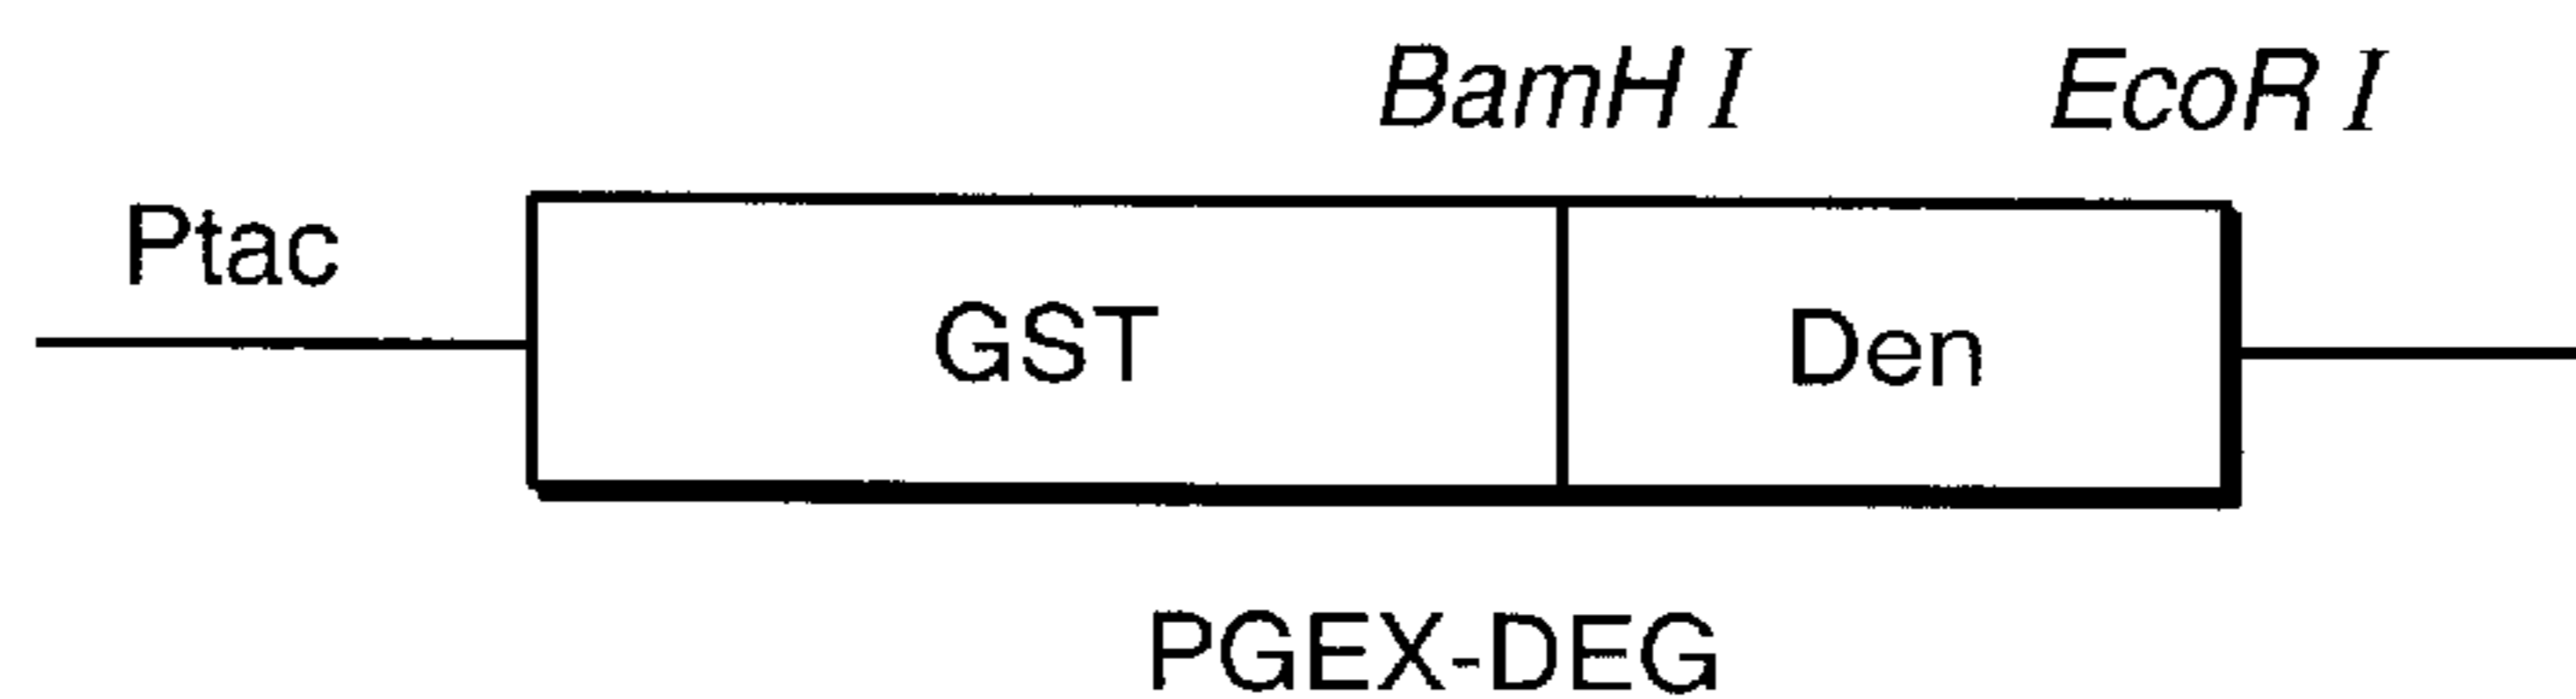 BamH I EcoR I
Ptac
GST Den
PGEX-DEG